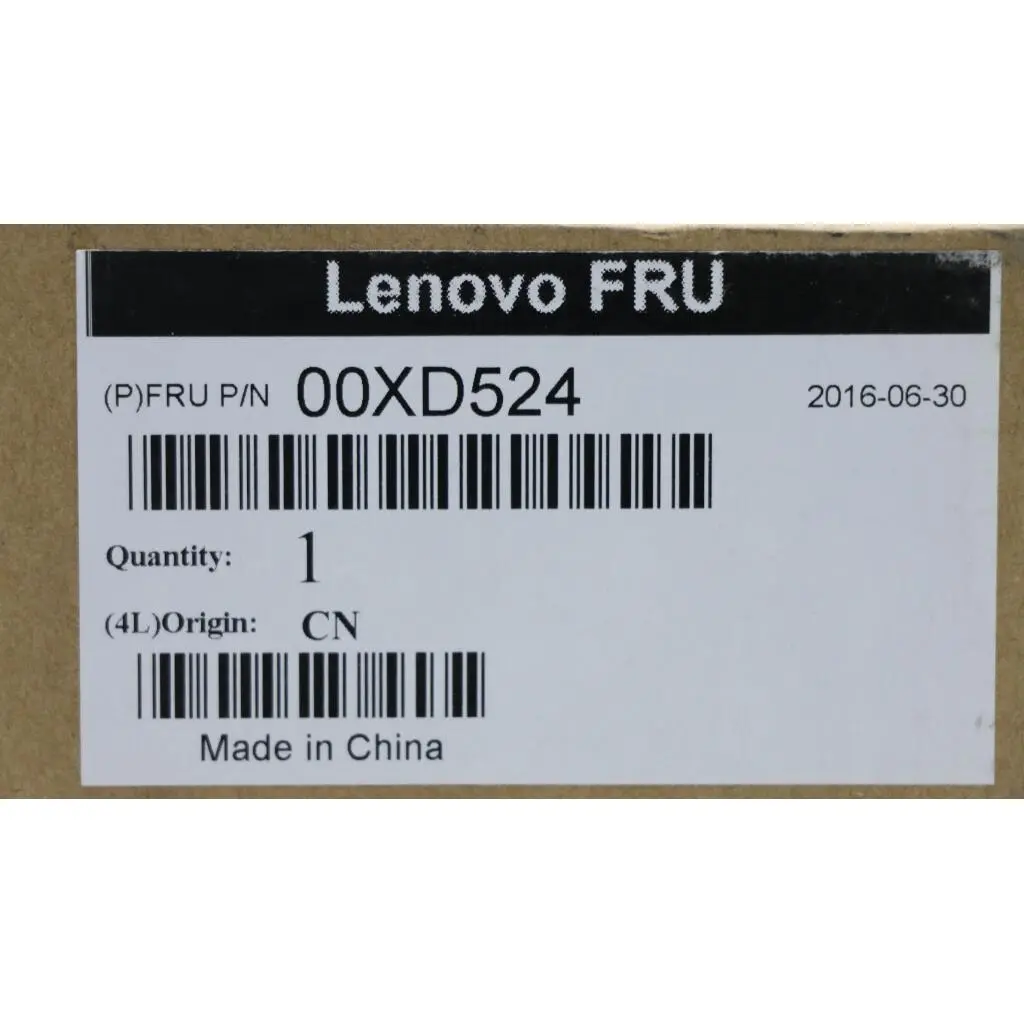 Lenovo FRU
(P)FRU P/N 00XD524 2016-06-30
Quantity: 1
(4L)Origin: CN
Made in China